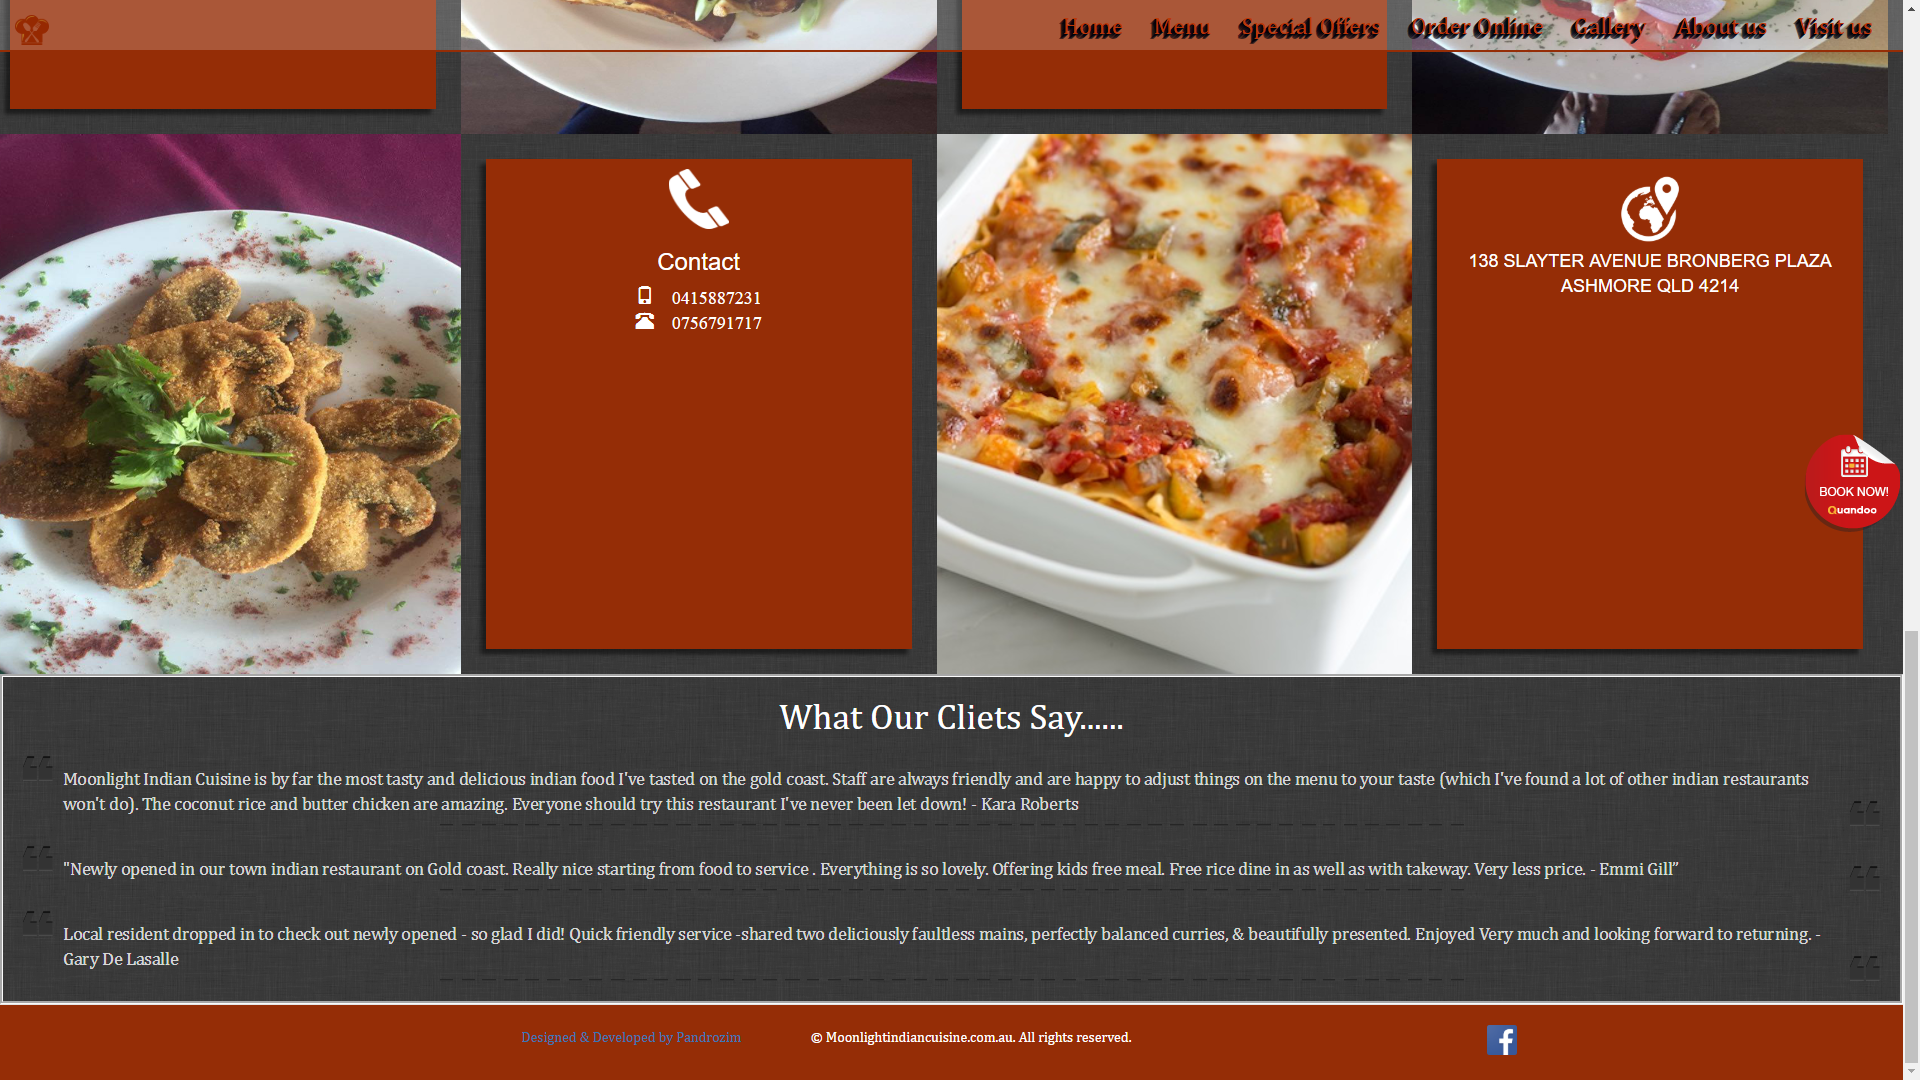 Home Menu Special Offers Order Online Gallery About us Visit us
Contact
0415887231
0756791717
138 SLAYTER AVENUE BRONBERG PLAZA
ASHMORE QLD 4214
BOOK NOW!
Quandoo
What Our Cliets Say......
Moonlight Indian Cuisine is by far the most tasty and delicious indian food I've tasted on the gold coast. Staff are always friendly and are happy to adjust things on the menu to your taste (which I've found a lot of other indian restaurants
won't do). The coconut rice and butter chicken are amazing. Everyone should try this restaurant I've never been let down! - Kara Roberts
"Newly opened in our town indian restaurant on Gold coast. Really nice starting from food to service . Everything is so lovely. Offering kids free meal. Free rice dine in as well as with takeway. Very less price. - Emmi Gill”
Local resident dropped in to check out newly opened - so glad I did! Quick friendly service -shared two deliciously faultless mains, perfectly balanced curries, & beautifully presented. Enjoyed Very much and looking forward to returning. -
Gary De Lasalle
Designed & Developed by Pandrozim
© Moonlightindiancuisine.com.au. All rights reserved.